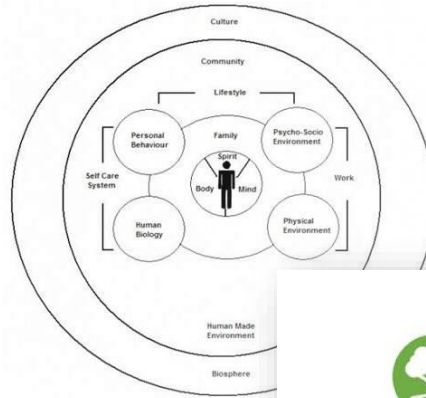 Culture
Community
Lifestyle
Personal
Behaviour
Family
Psycho-Socio
Environment
Spirit
Self Care
System
Body
Mind
Work
Human
Biology
Physical
Environment
Human Made
Environment
Biosphere